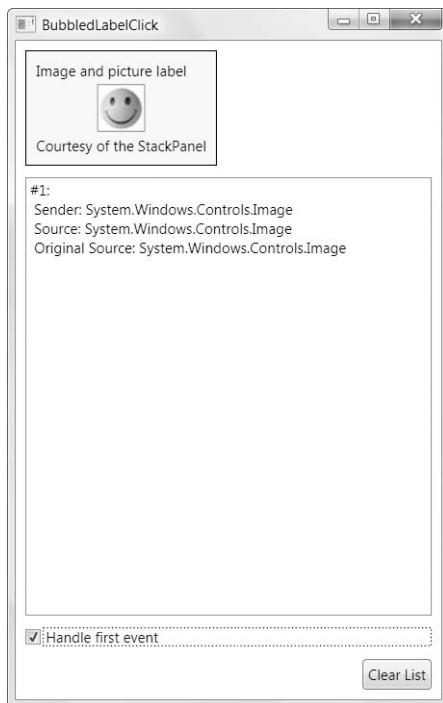 BubbledLabelClick
Image and picture label
Courtesy of the StackPanel
#1:
Sender: System.Windows.Controls.Image
Source: System.Windows.Controls.Image
Original Source: System.Windows.Controls.Image
Handle first event
Clear List